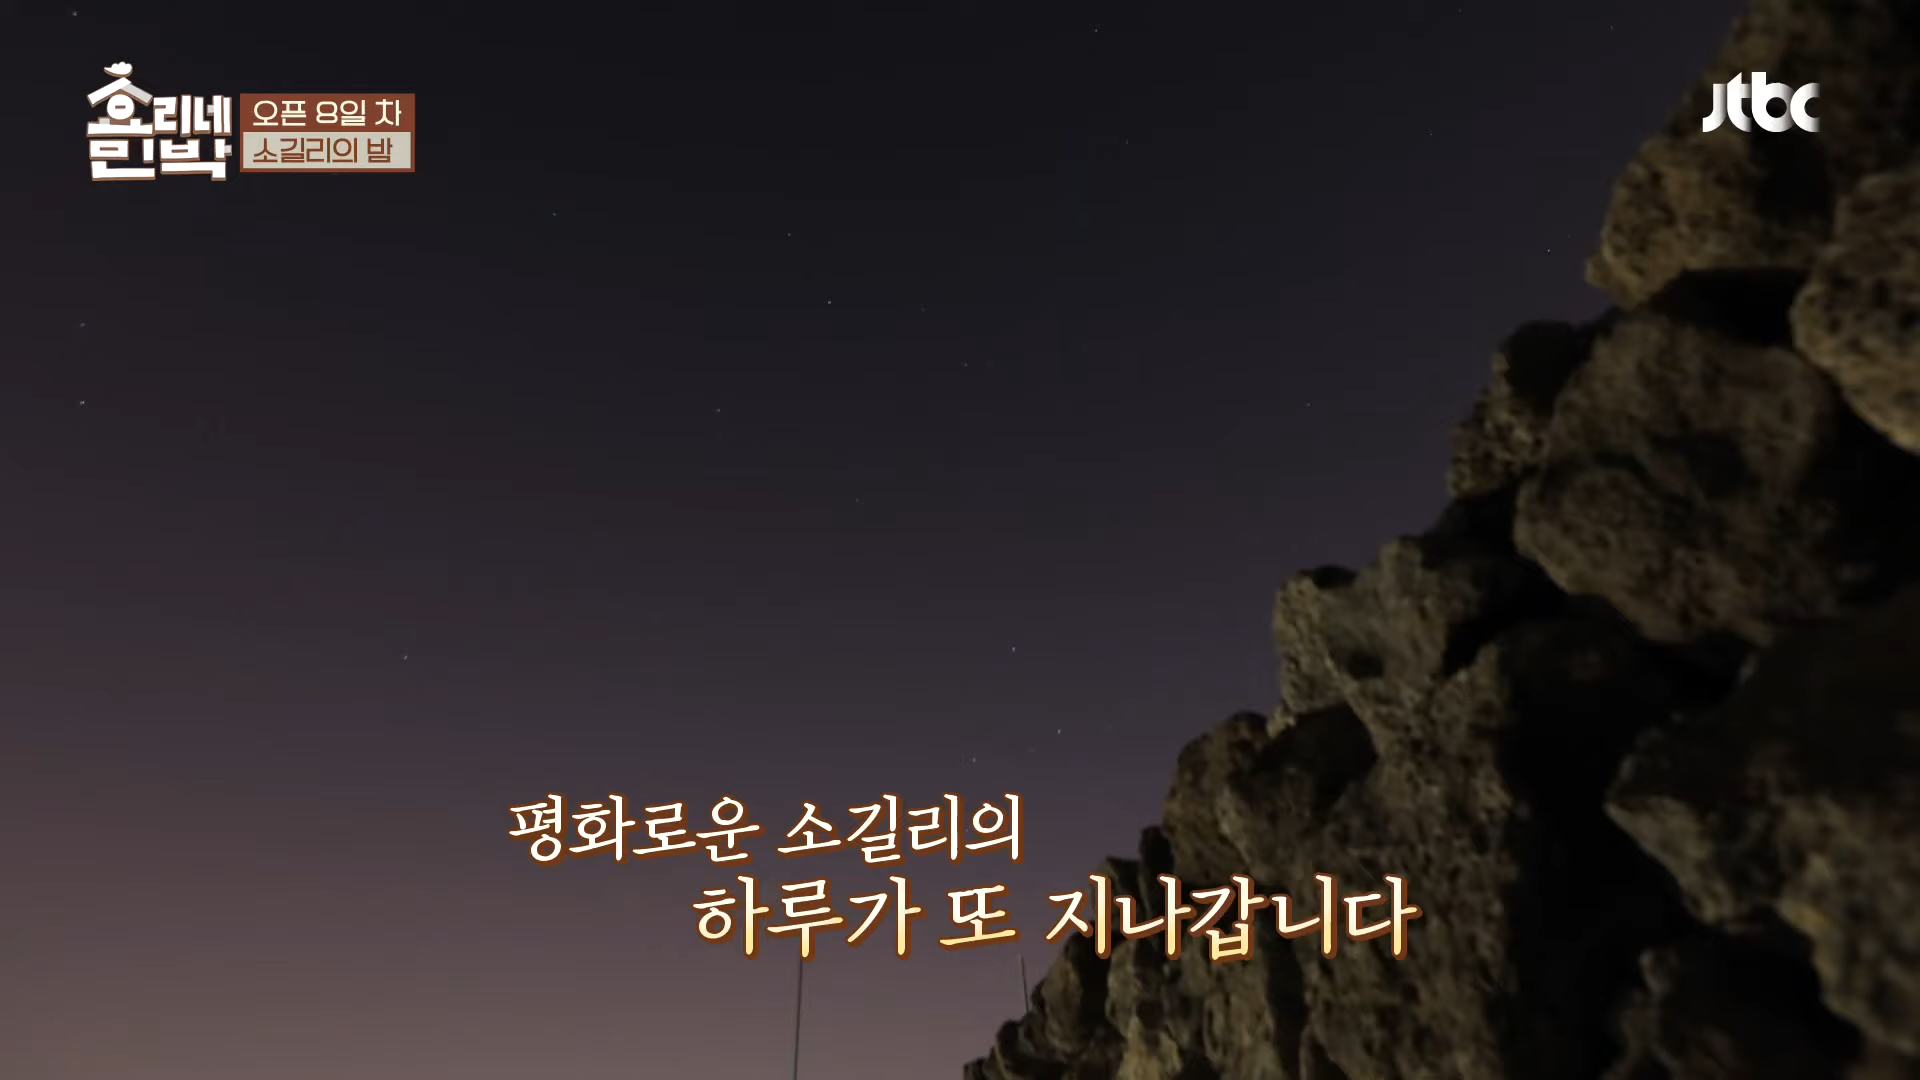 효리네
민박
오픈 8일 차
소길리의 밤
jtbc
평화로운 소길리의
하루가 또 지나갑니다